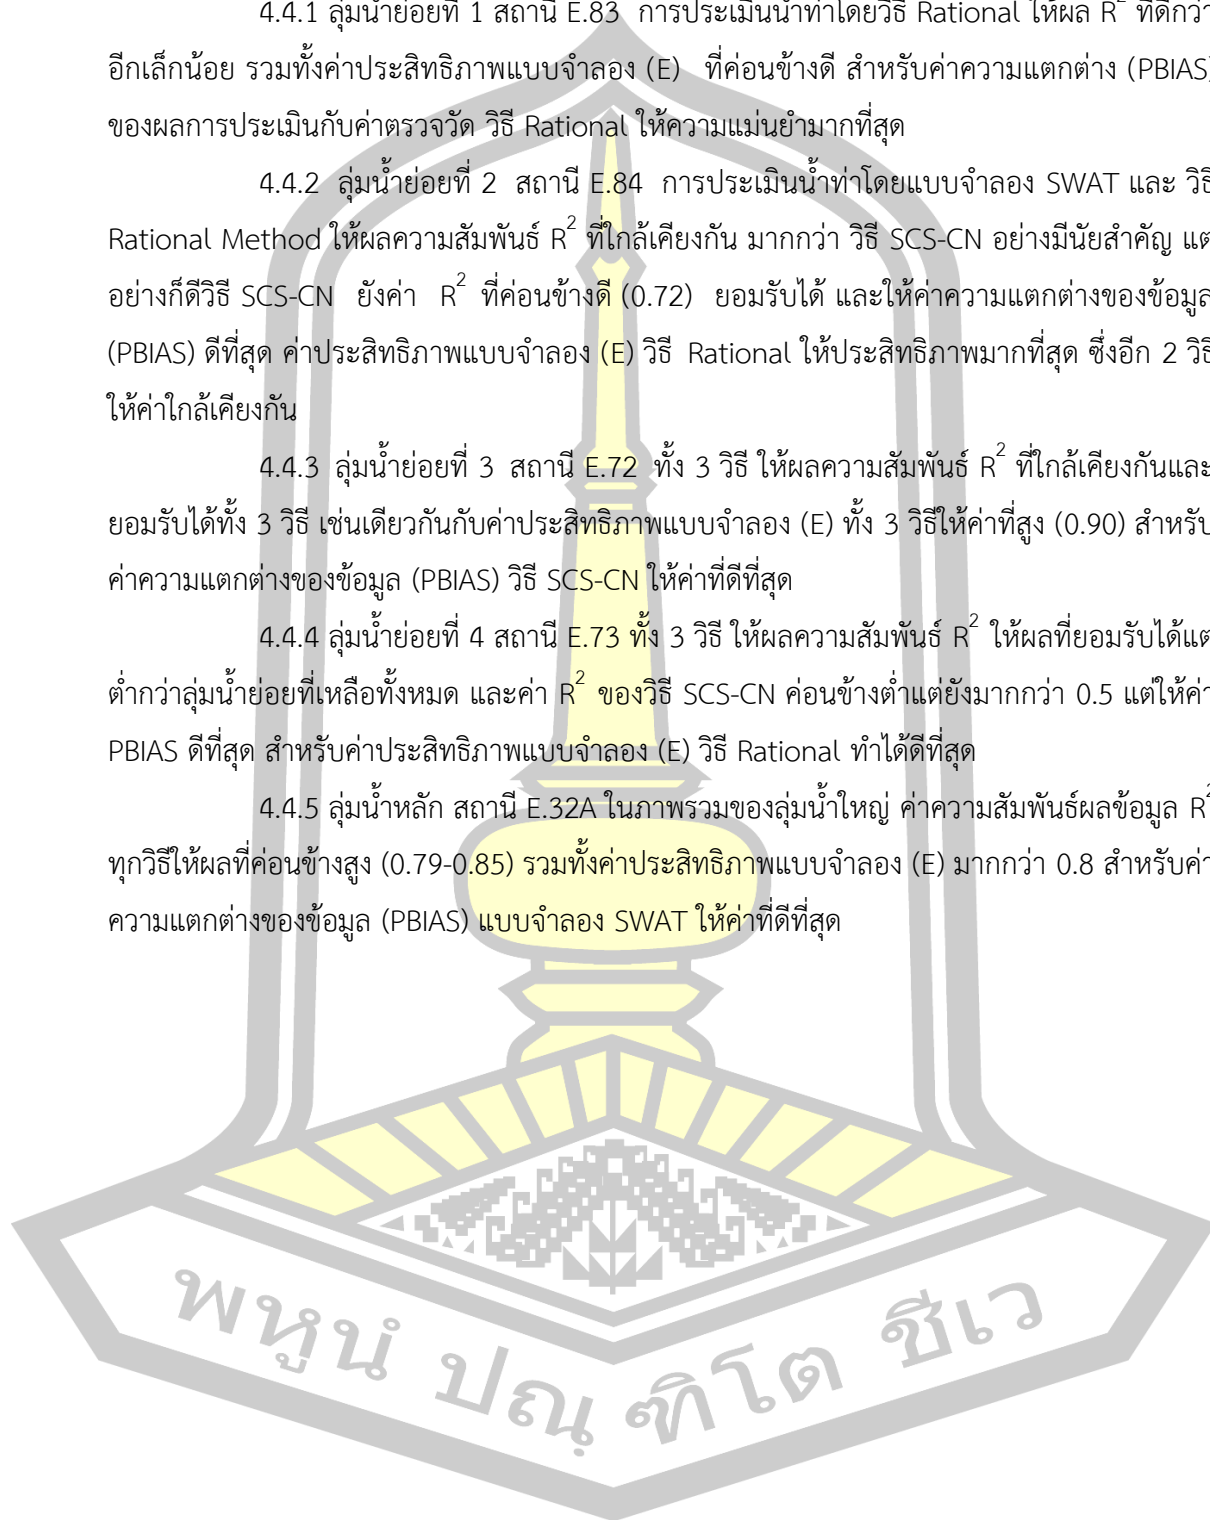 4.4.1 ลุ่มน้ำย่อยที่ 1 สถานี E.83 การประเมินน้ำท่าโดยวิธี Rational ให้ผล R² ที่ดีกว่า
อีกเล็กน้อย รวมทั้งค่าประสิทธิภาพแบบจำลอง (E) ที่ค่อนข้างดี สำหรับค่าความแตกต่าง (PBIAS)
ของผลการประเมินกับค่าตรวจวัด วิธี Rational ให้ความแม่นยำมากที่สุด
4.4.2 ลุ่มน้ำย่อยที่ 2 สถานี E.84 การประเมินน้ำท่าโดยแบบจำลอง SWAT และ วิธี
Rational Method ให้ผลความสัมพันธ์ R² ที่ใกล้เคียงกัน มากกว่า วิธี SCS-CN อย่างมีนัยสำคัญ แต่
อย่างก็ดีวิธี SCS-CN ยังค่า R² ที่ค่อนข้างดี (0.72) ยอมรับได้ และให้ค่าความแตกต่างของข้อมูล
(PBIAS) ดีที่สุด ค่าประสิทธิภาพแบบจำลอง (E) วิธี Rational ให้ประสิทธิภาพมากที่สุด ซึ่งอีก 2 วิธี
ให้ค่าใกล้เคียงกัน
4.4.3 ลุ่มน้ำย่อยที่ 3 สถานี E.72 ทั้ง 3 วิธี ให้ผลความสัมพันธ์ R² ที่ใกล้เคียงกันและ
ยอมรับได้ทั้ง 3 วิธี เช่นเดียวกันกับค่าประสิทธิภาพแบบจำลอง (E) ทั้ง 3 วิธีให้ค่าที่สูง (0.90) สำหรับ
ค่าความแตกต่างของข้อมูล (PBIAS) วิธี SCS-CN ให้ค่าที่ดีที่สุด
4.4.4 ลุ่มน้ำย่อยที่ 4 สถานี E.73 ทั้ง 3 วิธี ให้ผลความสัมพันธ์ R² ให้ผลที่ยอมรับได้แต่
ต่ำกว่าลุ่มน้ำย่อยที่เหลือทั้งหมด และค่า R² ของวิธี SCS-CN ค่อนข้างต่ำแต่ยังมากกว่า 0.5 แต่ให้ค่า
PBIAS ดีที่สุด สำหรับค่าประสิทธิภาพแบบจำลอง (E) วิธี Rational ทำได้ดีที่สุด
4.4.5 ลุ่มน้ำหลัก สถานี E.32A ในภาพรวมของลุ่มน้ำใหญ่ ค่าความสัมพันธ์ผลข้อมูล R²
ทุกวิธีให้ผลที่ค่อนข้างสูง (0.79-0.85) รวมทั้งค่าประสิทธิภาพแบบจำลอง (E) มากกว่า 0.8 สำหรับค่า
ความแตกต่างของข้อมูล (PBIAS) แบบจำลอง SWAT ให้ค่าที่ดีที่สุด
พหูนํ ปณฺฑิโต ชีเว